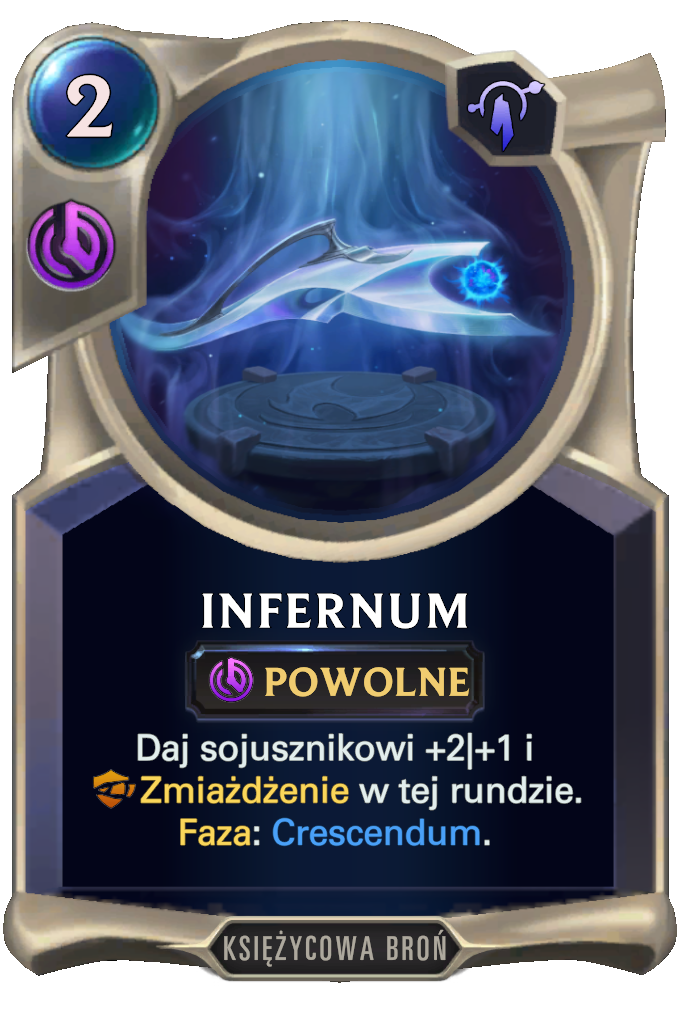 2
INFERNUM
POWOLNE
Daj sojusznikowi +2|+1 i
Zmiażdżenie w tej rundzie.
Faza: Crescendum.
KSIĘŻYCOWA BROŃ